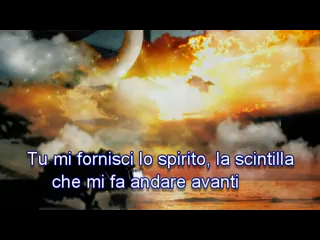 Tu mi fornisci lo spirito, la scintilla
che mi fa andare avanti